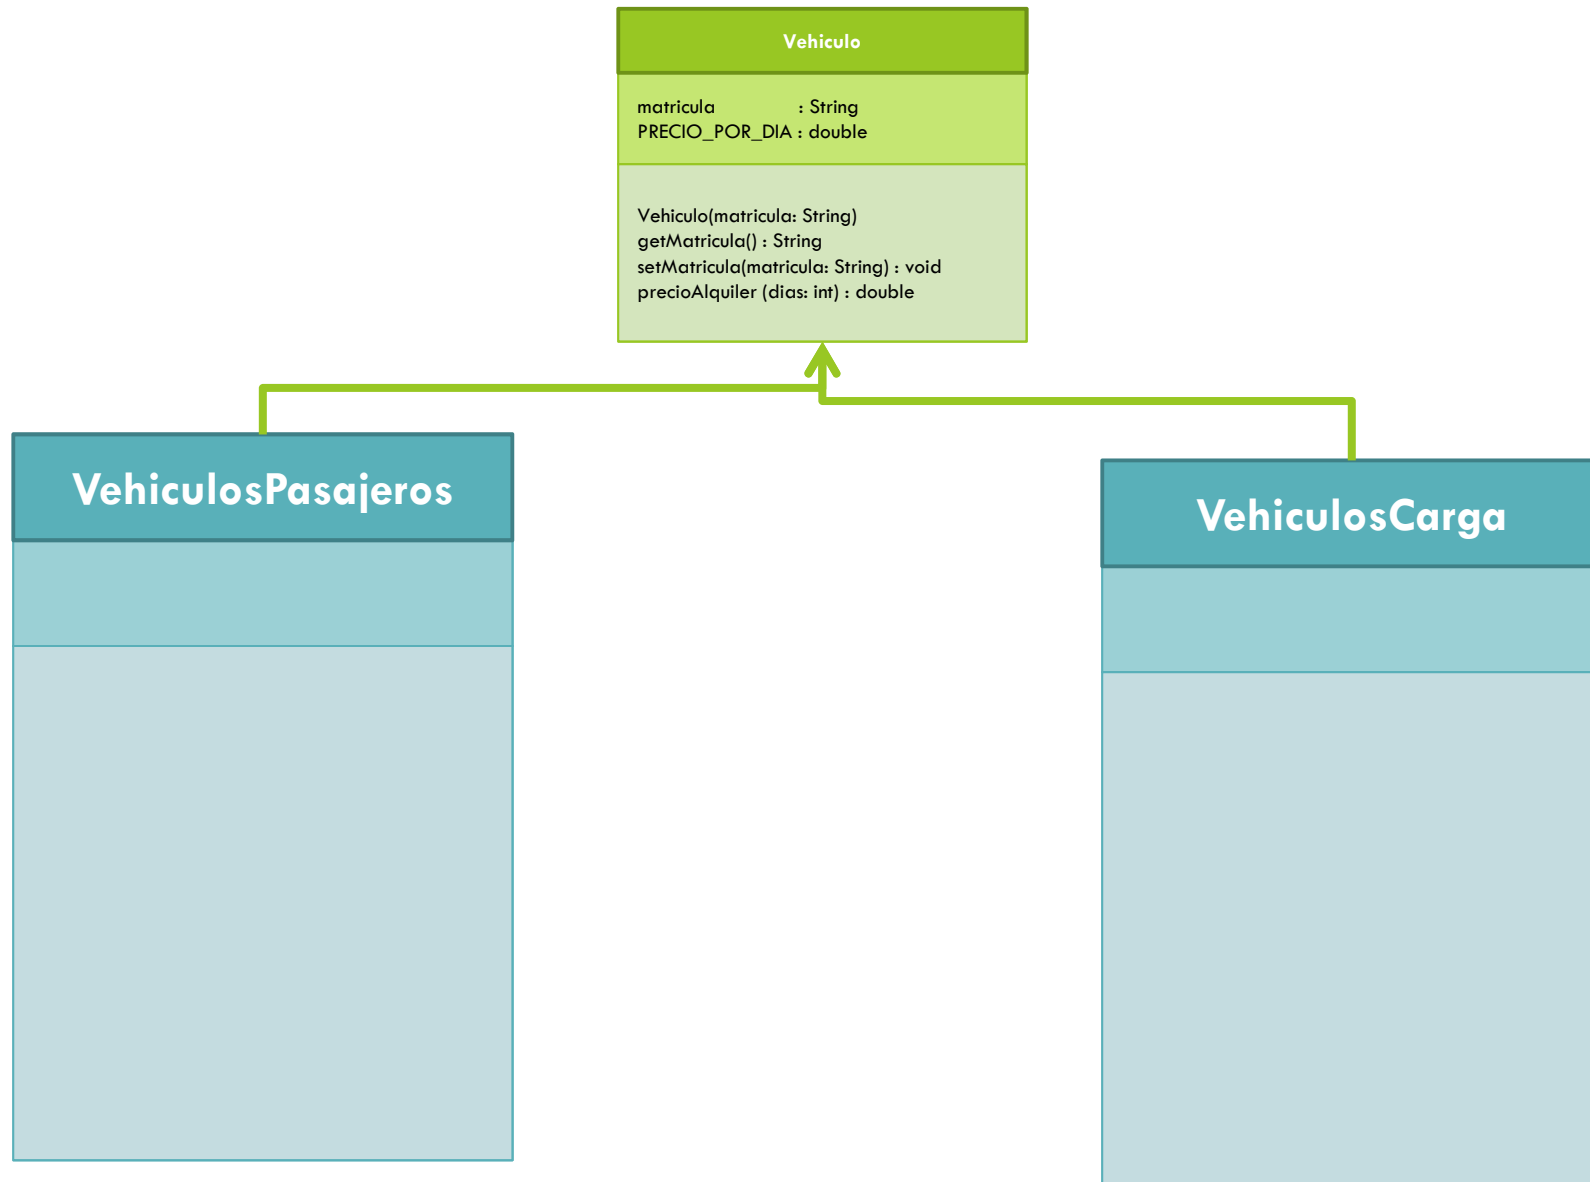 Vehiculo
matricula : String
PRECIO_POR_DIA : double
Vehiculo(matricula: String)
getMatricula() : String
setMatricula(matricula: String) : void
precioAlquiler (dias: int) : double
VehiculosPasajeros
VehiculosCarga